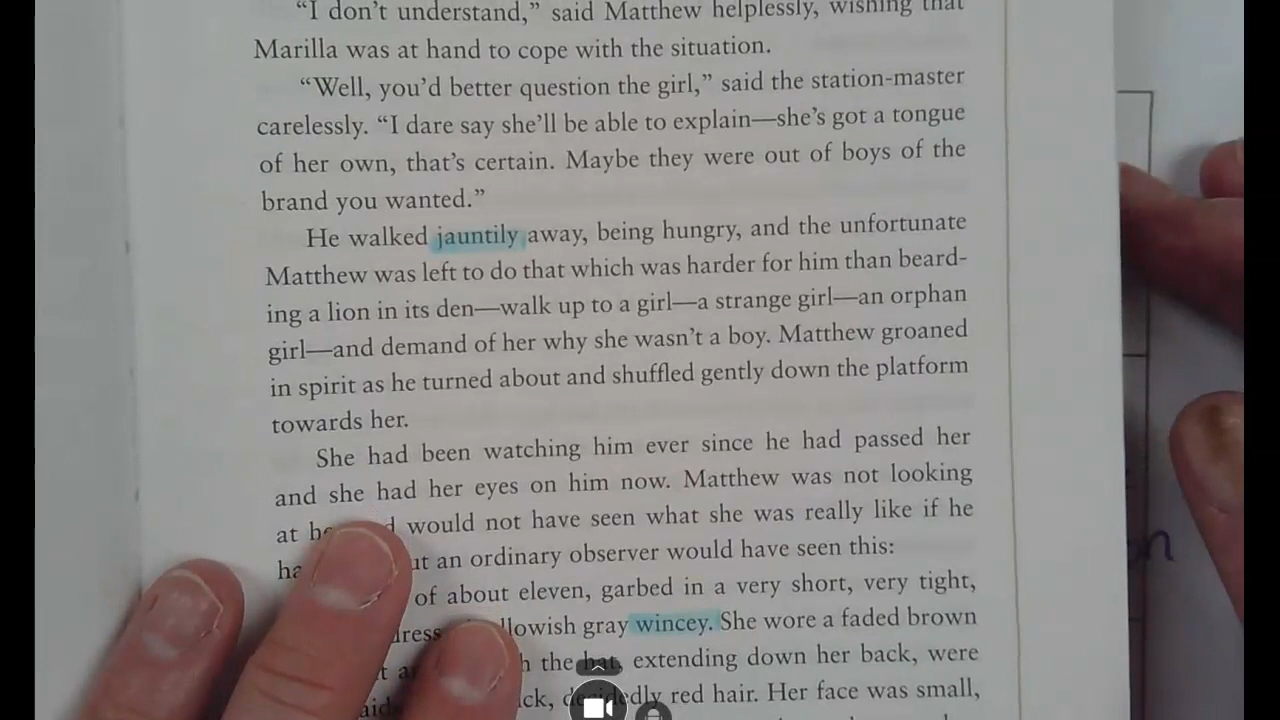 “I don’t understand,” said Matthew helplessly, wishing that
Marilla was at hand to cope with the situation.
“Well, you’d better question the girl,” said the station-master
carelessly. “I dare say she’ll be able to explain—she’s got a tongue
of her own, that’s certain. Maybe they were out of boys of the
brand you wanted.”
He walked jauntily away, being hungry, and the unfortunate
Matthew was left to do that which was harder for him than beard-
ing a lion in its den—walk up to a girl—a strange girl—an orphan
girl—and demand of her why she wasn’t a boy. Matthew groaned
in spirit as he turned about and shuffled gently down the platform
towards her.
She had been watching him ever since he had passed her
and she had her eyes on him now. Matthew was not looking
at would not have seen what she was really like if he
an ordinary observer would have seen this:
of about eleven, garbed in a very short, very tight,
gray wincey. She wore a faded brown
the hat, extending down her back, were
decidedly red hair. Her face was small,